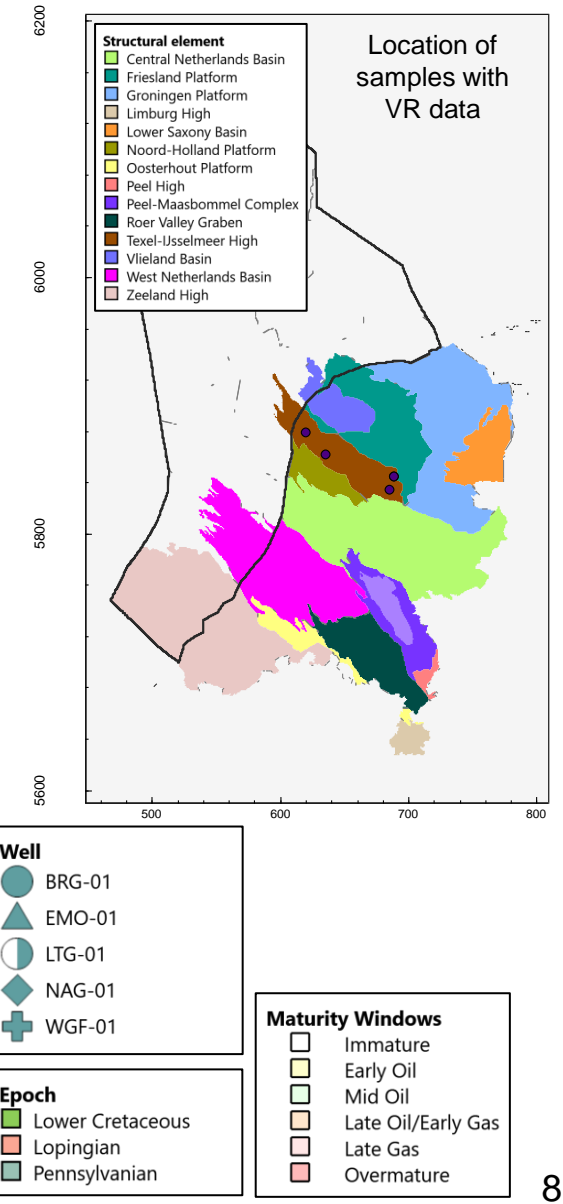 Location of
samples with
VR data
Structural element
Central Netherlands Basin
Friesland Platform
Groningen Platform
Limburg High
Lower Saxony Basin
Noord-Holland Platform
Oosterhout Platform
Peel High
Peel-Maasbommel Complex
Roer Valley Graben
Texel-IJsselmeer High
Vlieland Basin
West Netherlands Basin
Zeeland High
6200
6000
5800
5600
500
600
700
800
Well
BRG-01
EMO-01
LTG-01
NAG-01
WGF-01
Epoch
Lower Cretaceous
Lopingian
Pennsylvanian
Maturity Windows
Immature
Early Oil
Mid Oil
Late Oil/Early Gas
Late Gas
Overmature
8